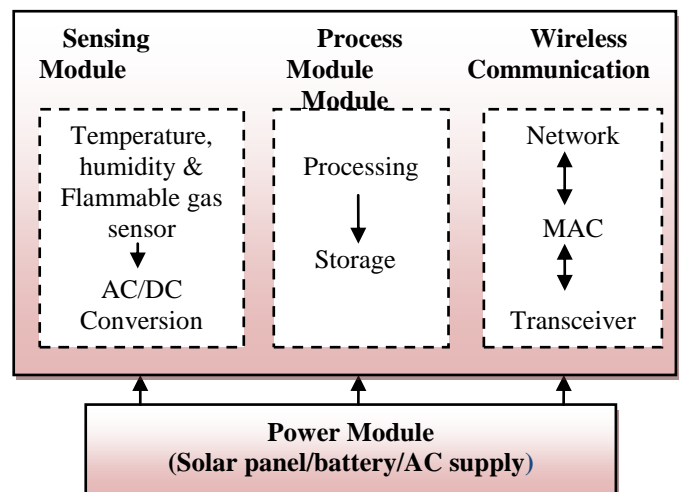 Sensing Process Wireless
Module Module Communication
Module
Temperature,
humidity &
Flammable gas
sensor
AC/DC
Conversion
Processing
Storage
Network
MAC
Transceiver
Power Module
(Solar panel/battery/AC supply)